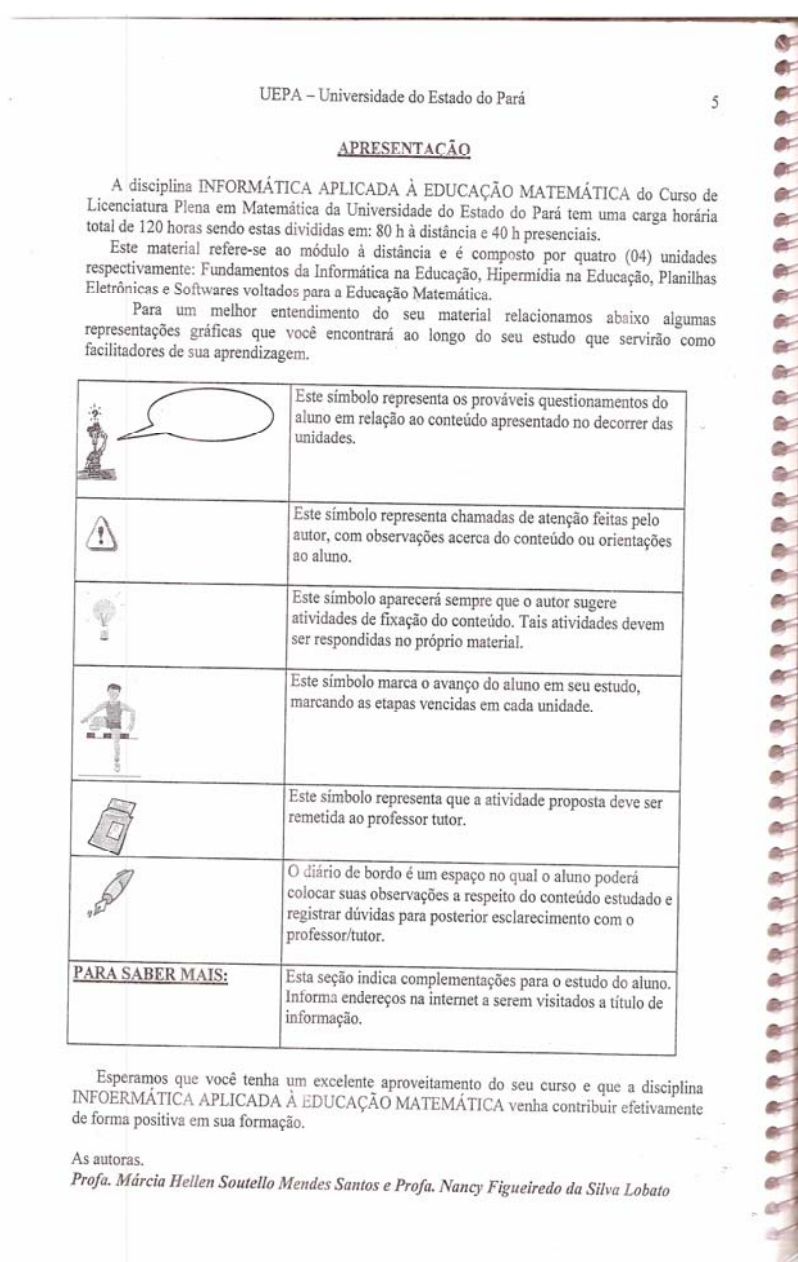 UEPA – Universidade do Estado do Pará
5
APRESENTAÇÃO
A disciplina INFORMÁTICA APLICADA À EDUCAÇÃO MATEMÁTICA do Curso de
Licenciatura Plena em Matemática da Universidade do Estado do Pará tem uma carga horária
total de 120 horas sendo estas divididas em: 80 h à distância e 40 h presenciais.
Este material refere-se ao módulo à distância e é composto por quatro (04) unidades
respectivamente: Fundamentos da Informática na Educação, Hipermídia na Educação, Planilhas
Eletrônicas e Softwares voltados para a Educação Matemática.
Para um melhor entendimento do seu material relacionamos abaixo algumas
representações gráficas que você encontrará ao longo do seu estudo que servirão como
facilitadores de sua aprendizagem.
?
Este símbolo representa os prováveis questionamentos do
aluno em relação ao conteúdo apresentado no decorrer das
unidades.
!
Este símbolo representa chamadas de atenção feitas pelo
autor, com observações acerca do conteúdo ou orientações
ao aluno.
Este símbolo aparecerá sempre que o autor sugere
atividades de fixação do conteúdo. Tais atividades devem
ser respondidas no próprio material.
Este símbolo marca o avanço do aluno em seu estudo,
marcando as etapas vencidas em cada unidade.
Este símbolo representa que a atividade proposta deve ser
remetida ao professor tutor.
O diário de bordo é um espaço no qual o aluno poderá
colocar suas observações a respeito do conteúdo estudado e
registrar dúvidas para posterior esclarecimento com o
professor/tutor.
PARA SABER MAIS:
Esta seção indica complementações para o estudo do aluno.
Informa endereços na internet a serem visitados a título de
informação.
Esperamos que você tenha um excelente aproveitamento do seu curso e que a disciplina
INFOERMÁTICA APLICADA À EDUCAÇÃO MATEMÁTICA venha contribuir efetivamente
de forma positiva em sua formação.
As autoras.
Profa. Márcia Hellen Soutello Mendes Santos e Profa. Nancy Figueiredo da Silva Lobato